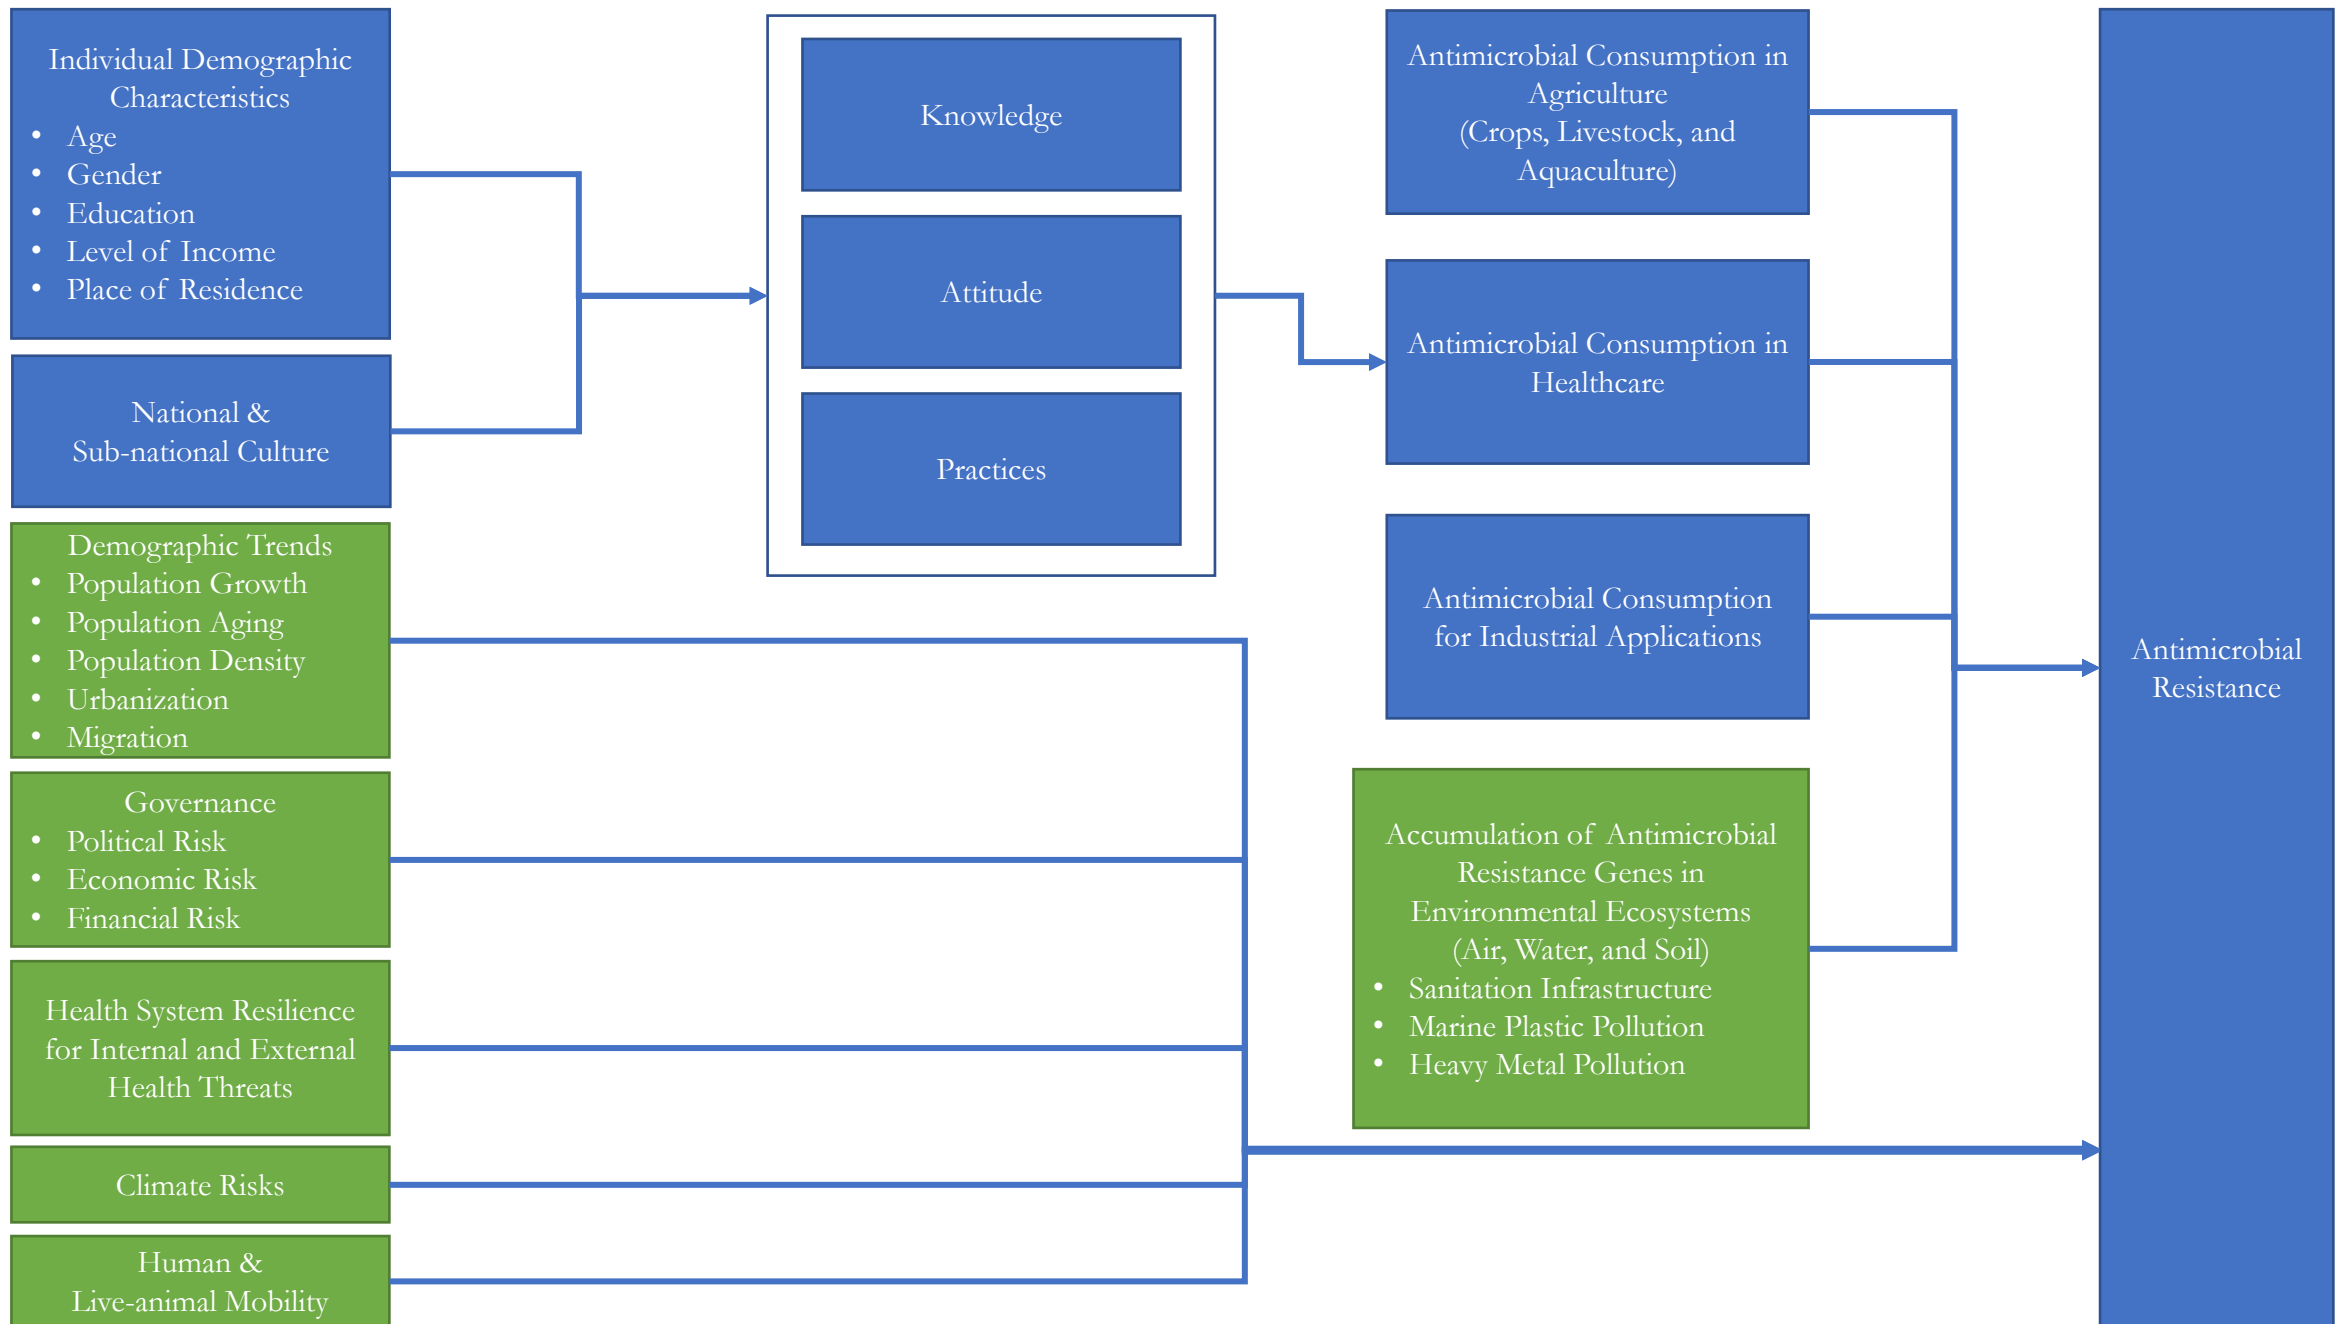 Individual Demographic
Characteristics
• Age
• Gender
• Education
• Level of Income
• Place of Residence
National &
Sub-national Culture
Demographic Trends
• Population Growth
• Population Aging
• Population Density
• Urbanization
• Migration
Governance
• Political Risk
• Economic Risk
• Financial Risk
Health System Resilience
for Internal and External
Health Threats
Climate Risks
Human &
Live-animal Mobility
Knowledge
Attitude
Practices
Antimicrobial Consumption in
Agriculture
(Crops, Livestock, and
Aquaculture)
Antimicrobial Consumption in
Healthcare
Antimicrobial Consumption
for Industrial Applications
Accumulation of Antimicrobial
Resistance Genes in
Environmental Ecosystems
(Air, Water, and Soil)
• Sanitation Infrastructure
• Marine Plastic Pollution
• Heavy Metal Pollution
Antimicrobial
Resistance